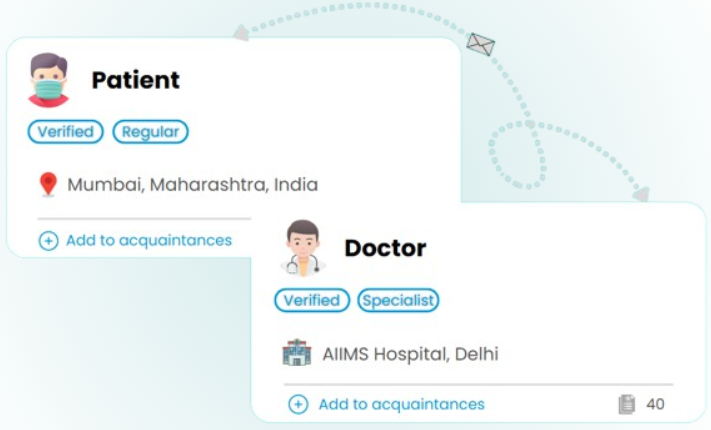 Patient
Verified Regular
Mumbai, Maharashtra, India
Add to acquaintances
Doctor
Verified Specialist
AIIMS Hospital, Delhi
Add to acquaintances 40